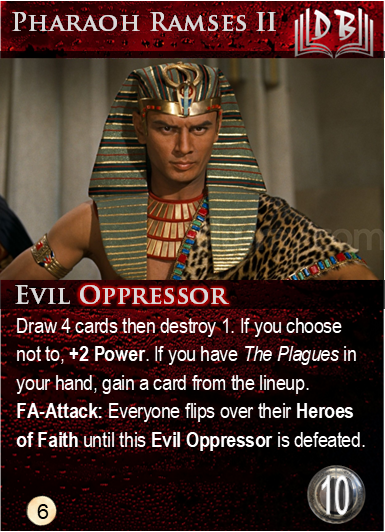 Pharaoh Ramses II
DB
Evil Oppressor
Draw 4 cards then destroy 1. If you choose
not to, +2 Power. If you have The Plagues in
your hand, gain a card from the lineup.
FA-Attack: Everyone flips over their Heroes
of Faith until this Evil Oppressor is defeated.
6
10